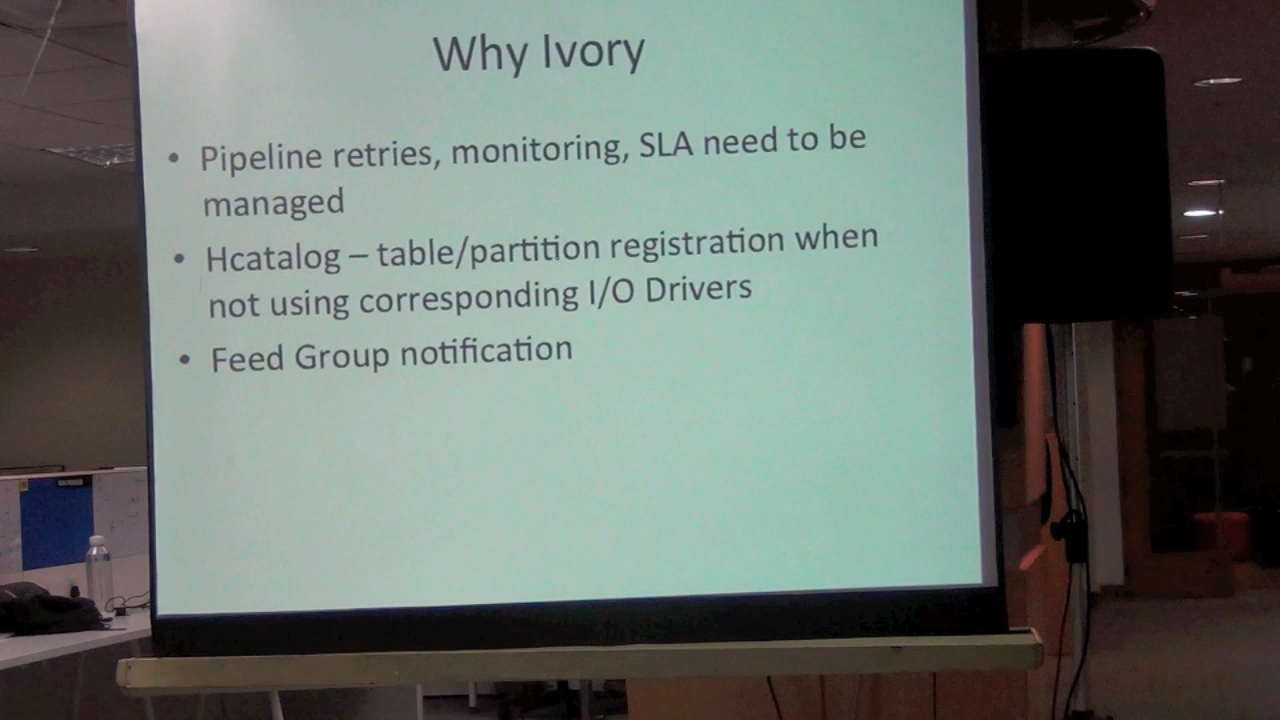 Why Ivory
• Pipeline retries, monitoring, SLA need to be
managed
• Hcatalog – table/partition registration when
not using corresponding I/O Drivers
• Feed Group notification